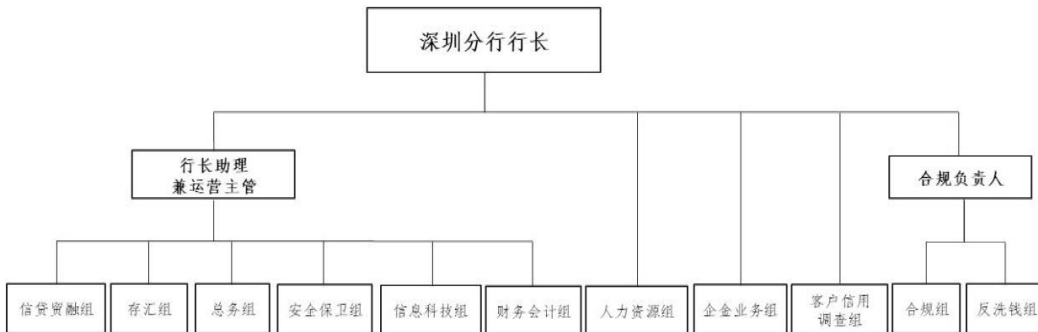 深圳分行行长
行长助理
兼运营主管
合规负责人
信贷贸融组
存汇组
总务组
安全保卫组
信息科技组
财务会计组
人力资源组
企金业务组
客户信用
调查组
合规组
反洗钱组